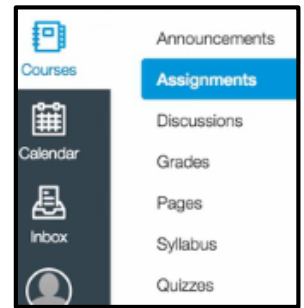 Courses
Calendar
Inbox
Announcements
Assignments
Discussions
Grades
Pages
Syllabus
Quizzes